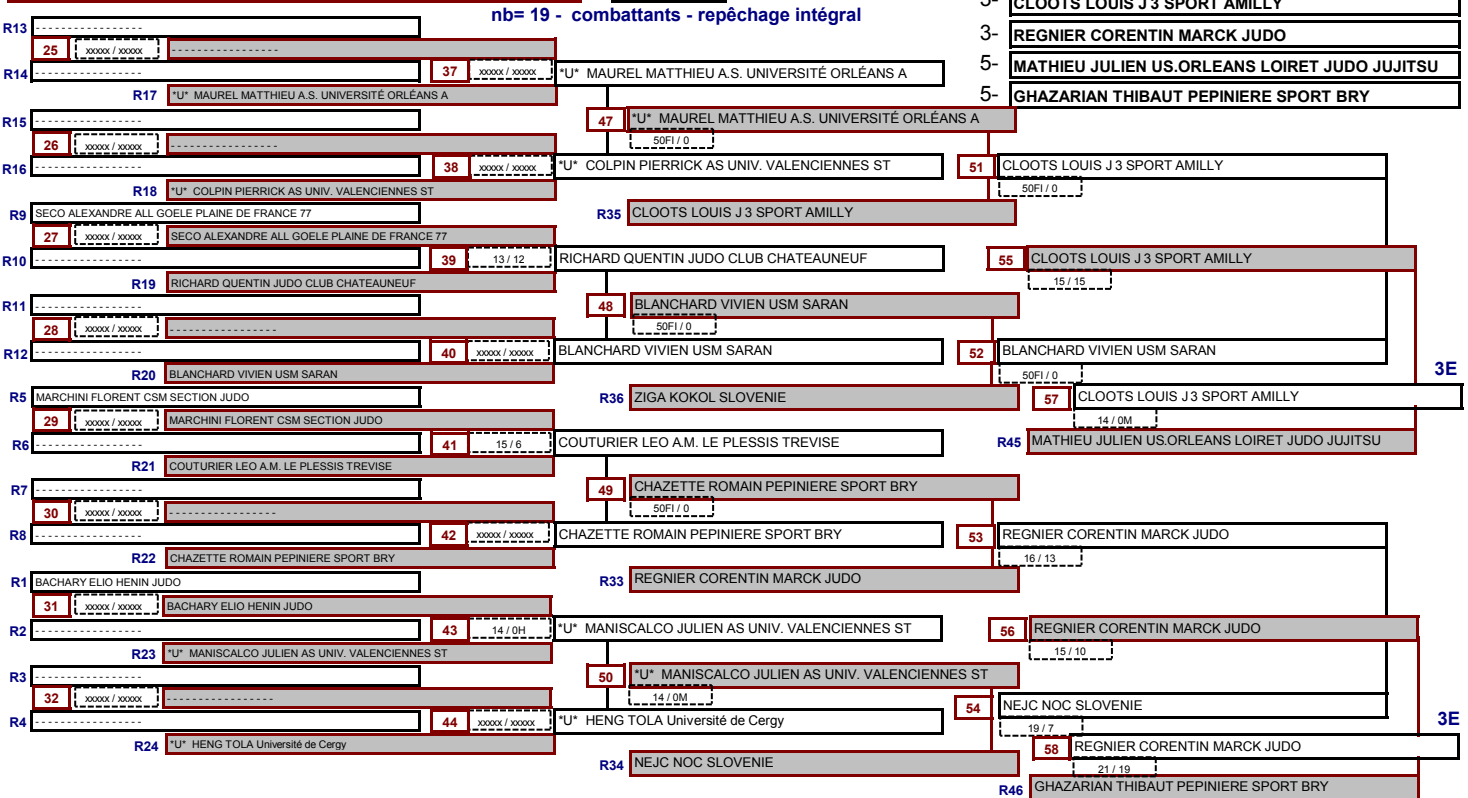 nb= 19 - combattants - repêchage intégral
3- CLOOTS LOUIS J 3 SPORT AMILLY
3- REGNIER CORENTIN MARCK JUDO
5- MATHIEU JULIEN US.ORLEANS LOIRET JUDO JUJITSU
5- GHAZARIAN THIBAUT PEPINIERE SPORT BRY
R13 - - - - - - - - - - - - - - - -
25 xxxxx / xxxxx - - - - - - - - - - - - - - - -
R14 - - - - - - - - - - - - - - - - 37 xxxxx / xxxxx *U* MAUREL MATTHIEU A.S. UNIVERSITÉ ORLÉANS A
R17 *U* MAUREL MATTHIEU A.S. UNIVERSITÉ ORLÉANS A
R15 - - - - - - - - - - - - - - - - 47 *U* MAUREL MATTHIEU A.S. UNIVERSITÉ ORLÉANS A
26 xxxxx / xxxxx - - - - - - - - - - - - - - - - 50FI / 0
R16 - - - - - - - - - - - - - - - - 38 xxxxx / xxxxx *U* COLPIN PIERRICK AS UNIV. VALENCIENNES ST 51 CLOOTS LOUIS J 3 SPORT AMILLY
R18 *U* COLPIN PIERRICK AS UNIV. VALENCIENNES ST 50FI / 0
R9 SECO ALEXANDRE ALL GOELE PLAINE DE FRANCE 77 R35 CLOOTS LOUIS J 3 SPORT AMILLY
27 xxxxx / xxxxx SECO ALEXANDRE ALL GOELE PLAINE DE FRANCE 77
R10 - - - - - - - - - - - - - - - - 39 13 / 12 RICHARD QUENTIN JUDO CLUB CHATEAUNEUF 55 CLOOTS LOUIS J 3 SPORT AMILLY
R19 RICHARD QUENTIN JUDO CLUB CHATEAUNEUF 15 / 15
R11 - - - - - - - - - - - - - - - - 48 BLANCHARD VIVIEN USM SARAN
28 xxxxx / xxxxx - - - - - - - - - - - - - - - - 50FI / 0
R12 - - - - - - - - - - - - - - - - 40 xxxxx / xxxxx BLANCHARD VIVIEN USM SARAN 52 BLANCHARD VIVIEN USM SARAN
R20 BLANCHARD VIVIEN USM SARAN 50FI / 0 3E
R5 MARCHINI FLORENT CSM SECTION JUDO R36 ZIGA KOKOL SLOVENIE 57 CLOOTS LOUIS J 3 SPORT AMILLY
29 xxxxx / xxxxx MARCHINI FLORENT CSM SECTION JUDO 14 / 0M
R6 - - - - - - - - - - - - - - - - 41 15 / 6 COUTURIER LEO A.M. LE PLESSIS TREVISE R45 MATHIEU JULIEN US.ORLEANS LOIRET JUDO JUJITSU
R21 COUTURIER LEO A.M. LE PLESSIS TREVISE
R7 - - - - - - - - - - - - - - - - 49 CHAZETTE ROMAIN PEPINIERE SPORT BRY
30 xxxxx / xxxxx - - - - - - - - - - - - - - - - 50FI / 0
R8 - - - - - - - - - - - - - - - - 42 xxxxx / xxxxx CHAZETTE ROMAIN PEPINIERE SPORT BRY 53 REGNIER CORENTIN MARCK JUDO
R22 CHAZETTE ROMAIN PEPINIERE SPORT BRY 16 / 13
R1 BACHARY ELIO HENIN JUDO R33 REGNIER CORENTIN MARCK JUDO
31 xxxxx / xxxxx BACHARY ELIO HENIN JUDO
R2 - - - - - - - - - - - - - - - - 43 14 / 0H *U* MANISCALCO JULIEN AS UNIV. VALENCIENNES ST 56 REGNIER CORENTIN MARCK JUDO
R23 *U* MANISCALCO JULIEN AS UNIV. VALENCIENNES ST 15 / 10
R3 - - - - - - - - - - - - - - - - 50 *U* MANISCALCO JULIEN AS UNIV. VALENCIENNES ST
32 xxxxx / xxxxx - - - - - - - - - - - - - - - - 14 / 0M 54 NEJC NOC SLOVENIE
R4 - - - - - - - - - - - - - - - - 44 xxxxx / xxxxx *U* HENG TOLA Université de Cergy 19 / 7 3E
R24 *U* HENG TOLA Université de Cergy 58 REGNIER CORENTIN MARCK JUDO
R34 NEJC NOC SLOVENIE 21 / 19
R46 GHAZARIAN THIBAUT PEPINIERE SPORT BRY